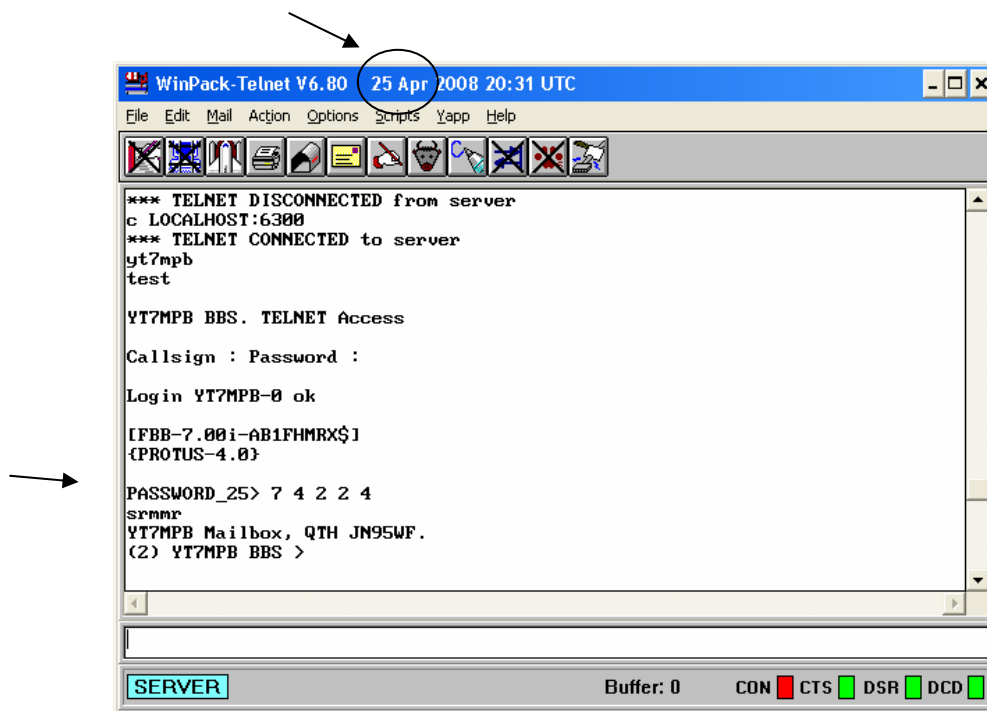 WinPack-Telnet V6.80 25 Apr 2008 20:31 UTC
File Edit Mail Action Options Scripts Yapp Help
*** TELNET DISCONNECTED from server
c LOCALHOST:6300
*** TELNET CONNECTED to server
yt7mpb
test
YT7MPB BBS. TELNET Access
Callsign : Password :
Login YT7MPB-0 ok
[FBB-7.00i-AB1FHMRX$]
{PROTUS-4.0}
PASSWORD_25> 7 4 2 2 4
srmmr
YT7MPB Mailbox, QTH JN95WF.
(2) YT7MPB BBS >
SERVER Buffer: 0 CON CTS DSR DCD